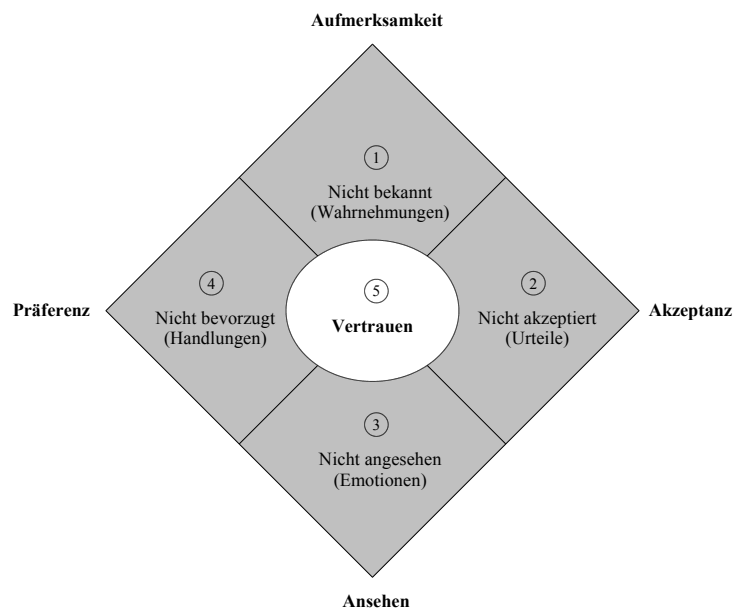 Aufmerksamkeit
1
Nicht bekannt
(Wahrnehmungen)
4
Nicht bevorzugt
(Handlungen)
Präferenz
5
Vertrauen
2
Nicht akzeptiert
(Urteile)
Akzeptanz
3
Nicht angesehen
(Emotionen)
Ansehen